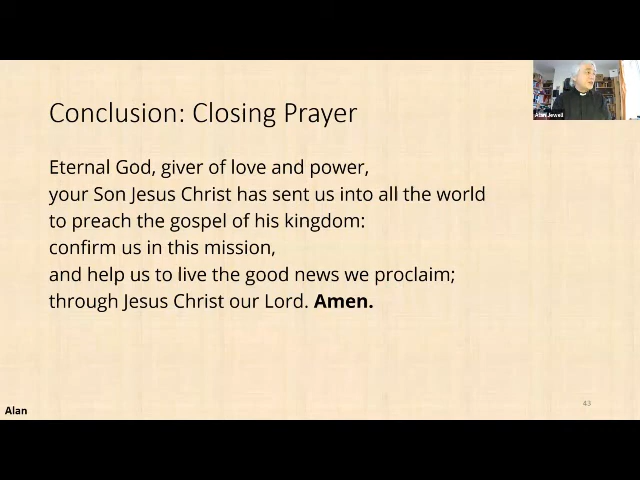 Conclusion: Closing Prayer
Alan Jewell
Eternal God, giver of love and power,
your Son Jesus Christ has sent us into all the world
to preach the gospel of his kingdom:
confirm us in this mission,
and help us to live the good news we proclaim;
through Jesus Christ our Lord. Amen.
43
Alan